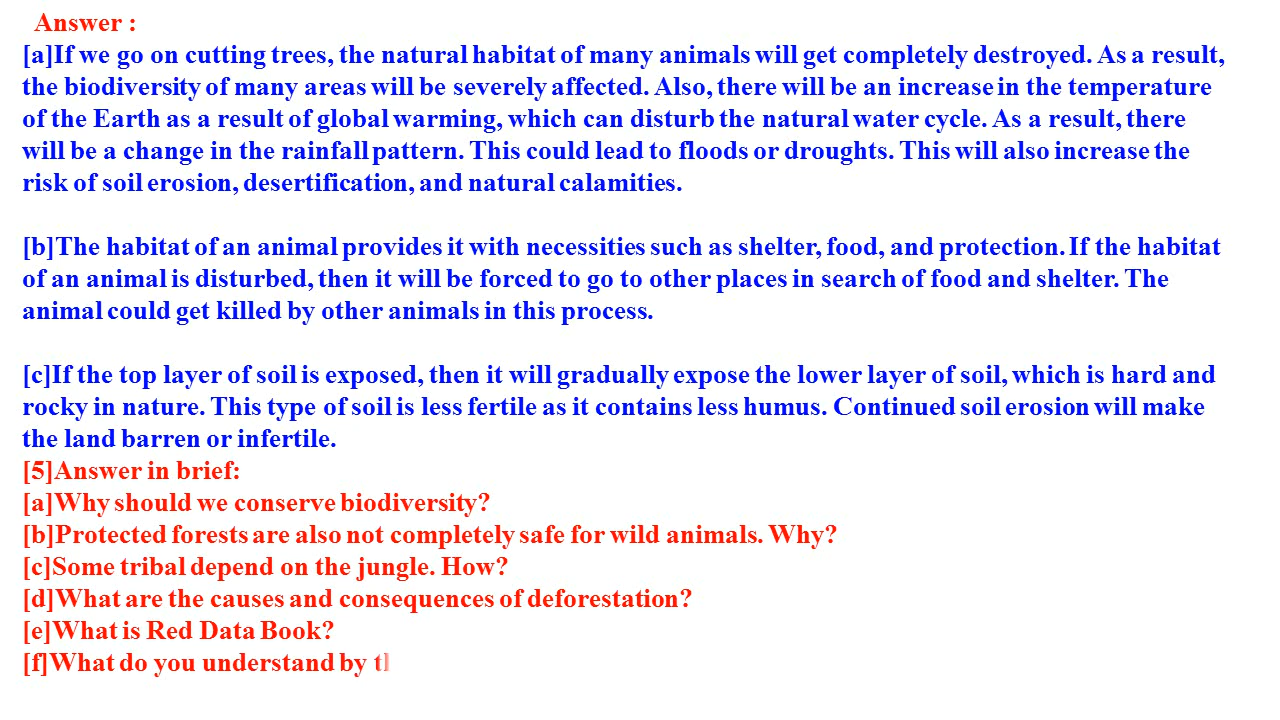 Answer :
[a]If we go on cutting trees, the natural habitat of many animals will get completely destroyed. As a result,
the biodiversity of many areas will be severely affected. Also, there will be an increase in the temperature
of the Earth as a result of global warming, which can disturb the natural water cycle. As a result, there
will be a change in the rainfall pattern. This could lead to floods or droughts. This will also increase the
risk of soil erosion, desertification, and natural calamities.
[b]The habitat of an animal provides it with necessities such as shelter, food, and protection. If the habitat
of an animal is disturbed, then it will be forced to go to other places in search of food and shelter. The
animal could get killed by other animals in this process.
[c]If the top layer of soil is exposed, then it will gradually expose the lower layer of soil, which is hard and
rocky in nature. This type of soil is less fertile as it contains less humus. Continued soil erosion will make
the land barren or infertile.
[5]Answer in brief:
[a]Why should we conserve biodiversity?
[b]Protected forests are also not completely safe for wild animals. Why?
[c]Some tribal depend on the jungle. How?
[d]What are the causes and consequences of deforestation?
[e]What is Red Data Book?
[f]What do you understand by